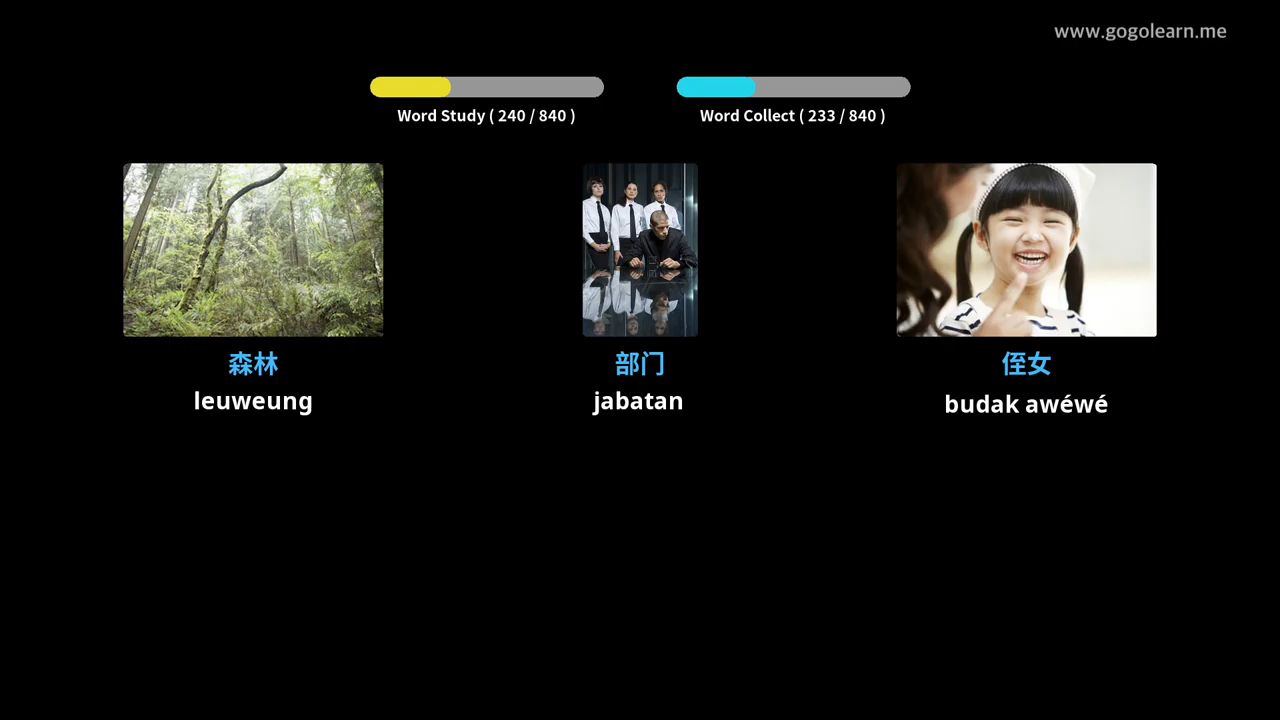 www.gogolearn.me
Word Study ( 240 / 840 )
Word Collect ( 233 / 840 )
森林
部门
侄女
leuweung
jabatan
budak awéwé